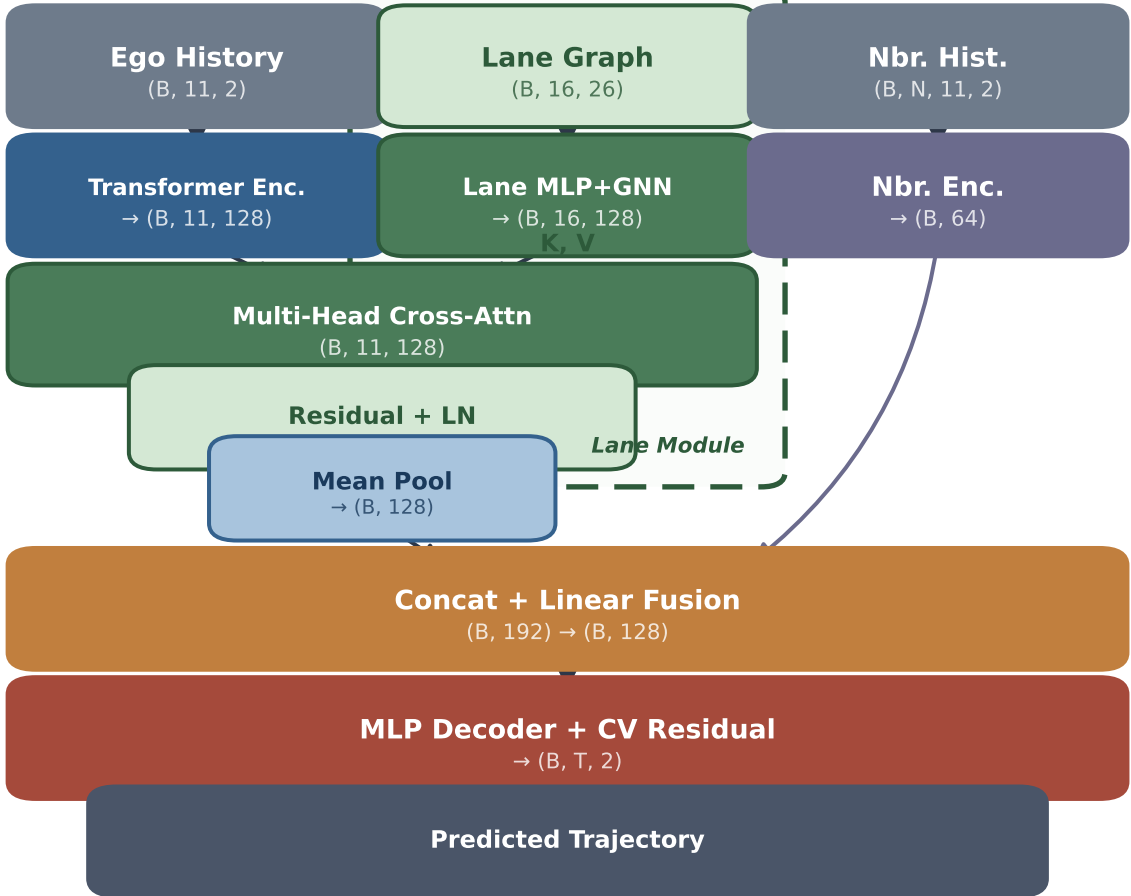 Ego History
(B, 11, 2)
Lane Graph
(B, 16, 26)
Nbr. Hist.
(B, N, 11, 2)
Transformer Enc.
→ (B, 11, 128)
Lane MLP+GNN
→ (B, 16, 128)
K, V
Nbr. Enc.
→ (B, 64)
Multi-Head Cross-Attn
(B, 11, 128)
Residual + LN
Lane Module
Mean Pool
→ (B, 128)
Concat + Linear Fusion
(B, 192) → (B, 128)
MLP Decoder + CV Residual
→ (B, T, 2)
Predicted Trajectory